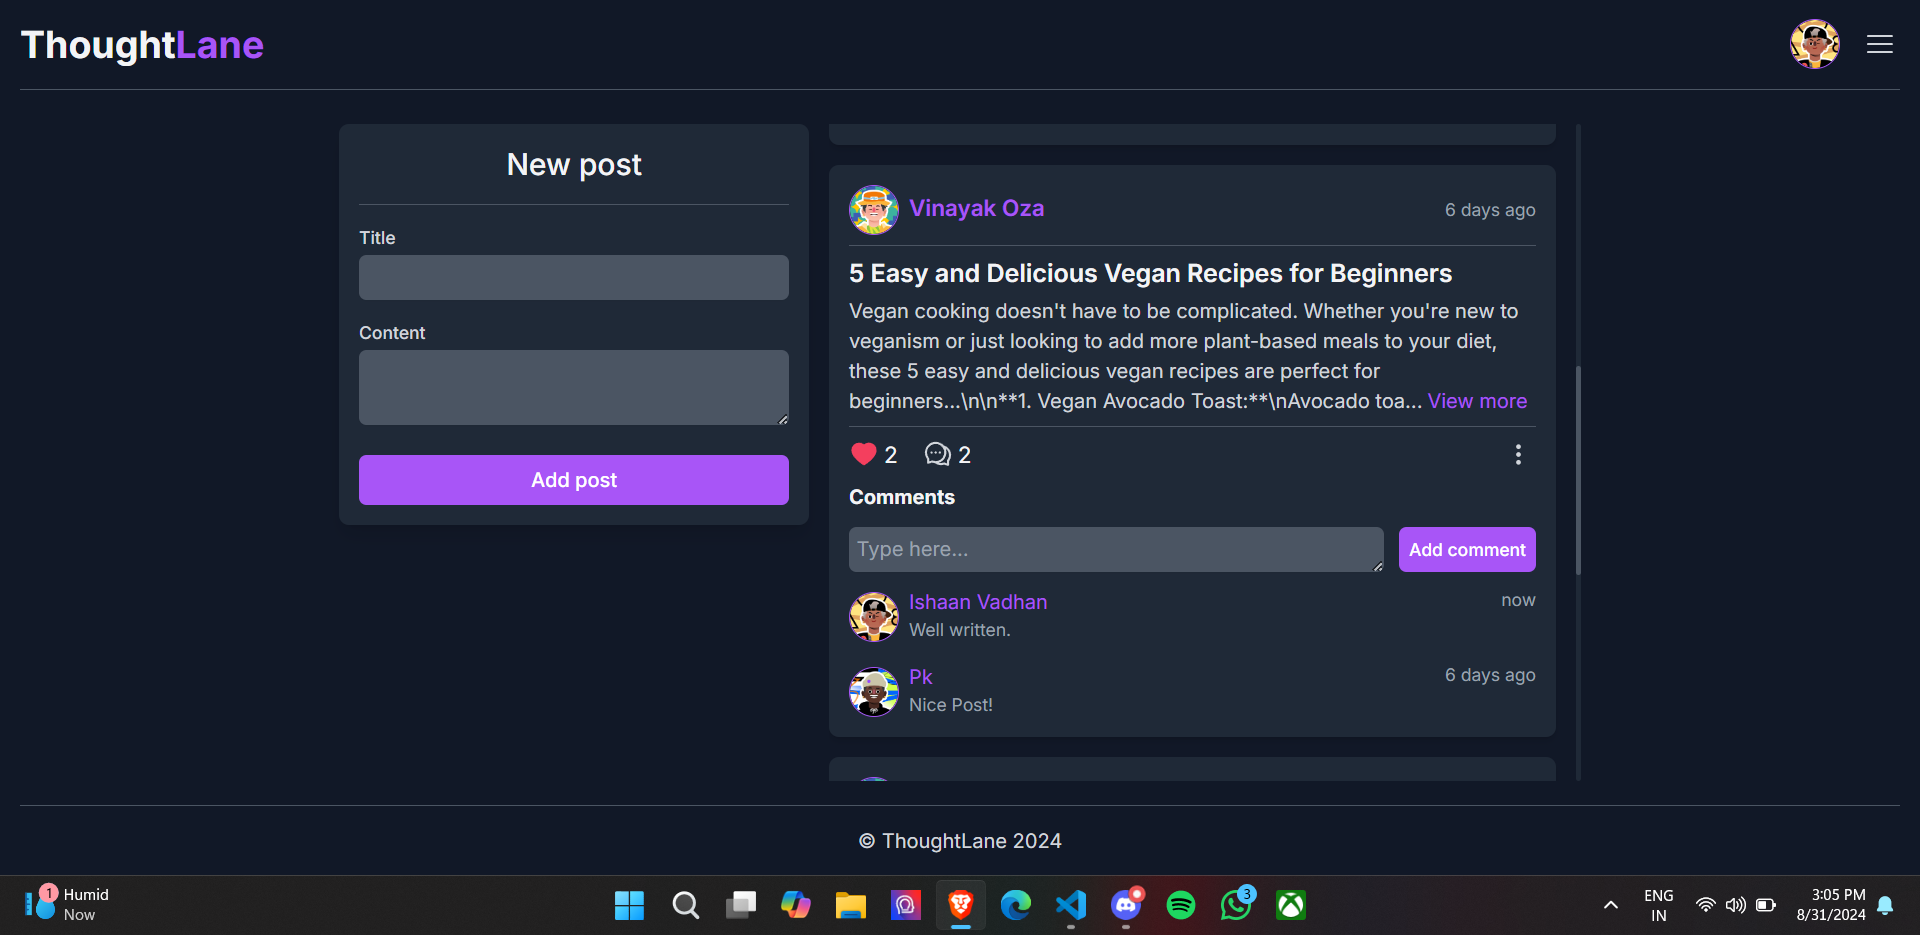 ThoughtLane
New post
Title
Content
Add post
Vinayak Oza
6 days ago
5 Easy and Delicious Vegan Recipes for Beginners
Vegan cooking doesn't have to be complicated. Whether you're new to
veganism or just looking to add more plant-based meals to your diet,
these 5 easy and delicious vegan recipes are perfect for
beginners...\n\n**1. Vegan Avocado Toast:**\nAvocado toa... View more
2
2
Comments
Type here...
Add comment
Ishaan Vadhan
now
Well written.
Pk
6 days ago
Nice Post!
© ThoughtLane 2024
1
Humid
Now
3
ENG
IN
3:05 PM
8/31/2024